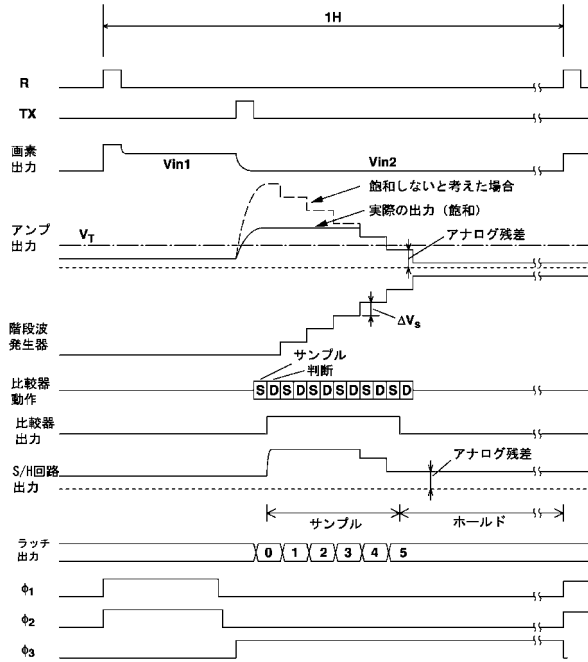 1H
R
TX
画素
出力
Vin1
Vin2
飽和しないと考えた場合
実際の出力（飽和）
アンプ
出力
VT
アナログ残差
階段波
発生器
ΔVs
サンプル
判断
比較器
動作
S D S D S D S D S D S D
比較器
出力
S/H回路
出力
アナログ残差
サンプル
ホールド
ラッチ
出力
0 1 2 3 4 5
φ1
φ2
φ3